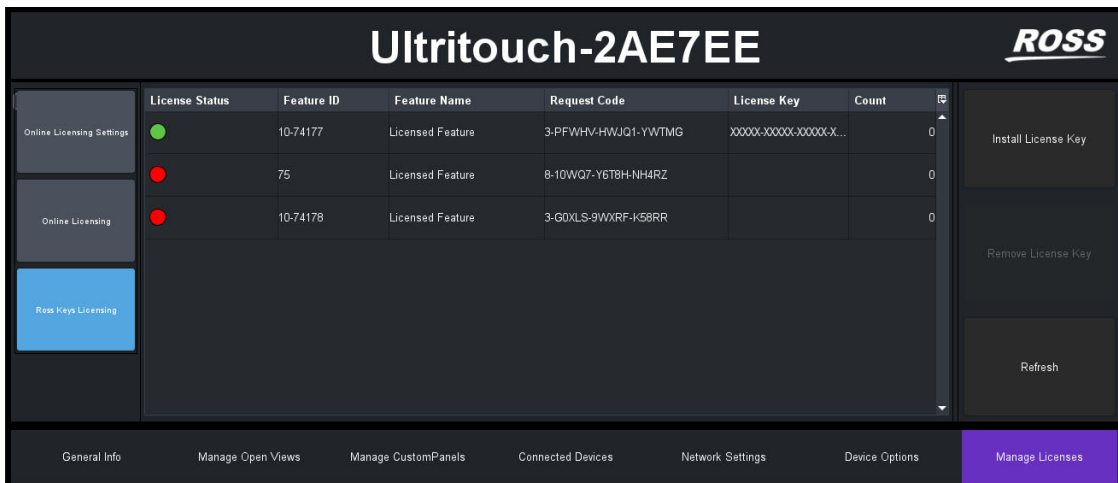 Ultritouch-2AE7EE
ROSS
Online Licensing Settings
Online Licensing
Ross Keys Licensing
License Status Feature ID Feature Name Request Code License Key Count
10-74177 Licensed Feature 3-PFWHV-HWJQ1-YWTMG XXXXX-XXXXX-XXXXX-X... 0
75 Licensed Feature 8-10WQ7-Y6T8H-NH4RZ 0
10-74178 Licensed Feature 3-G0XLS-9WXRF-K58RR 0
Install License Key
Remove License Key
Refresh
General Info Manage Open Views Manage CustomPanels Connected Devices Network Settings Device Options Manage Licenses